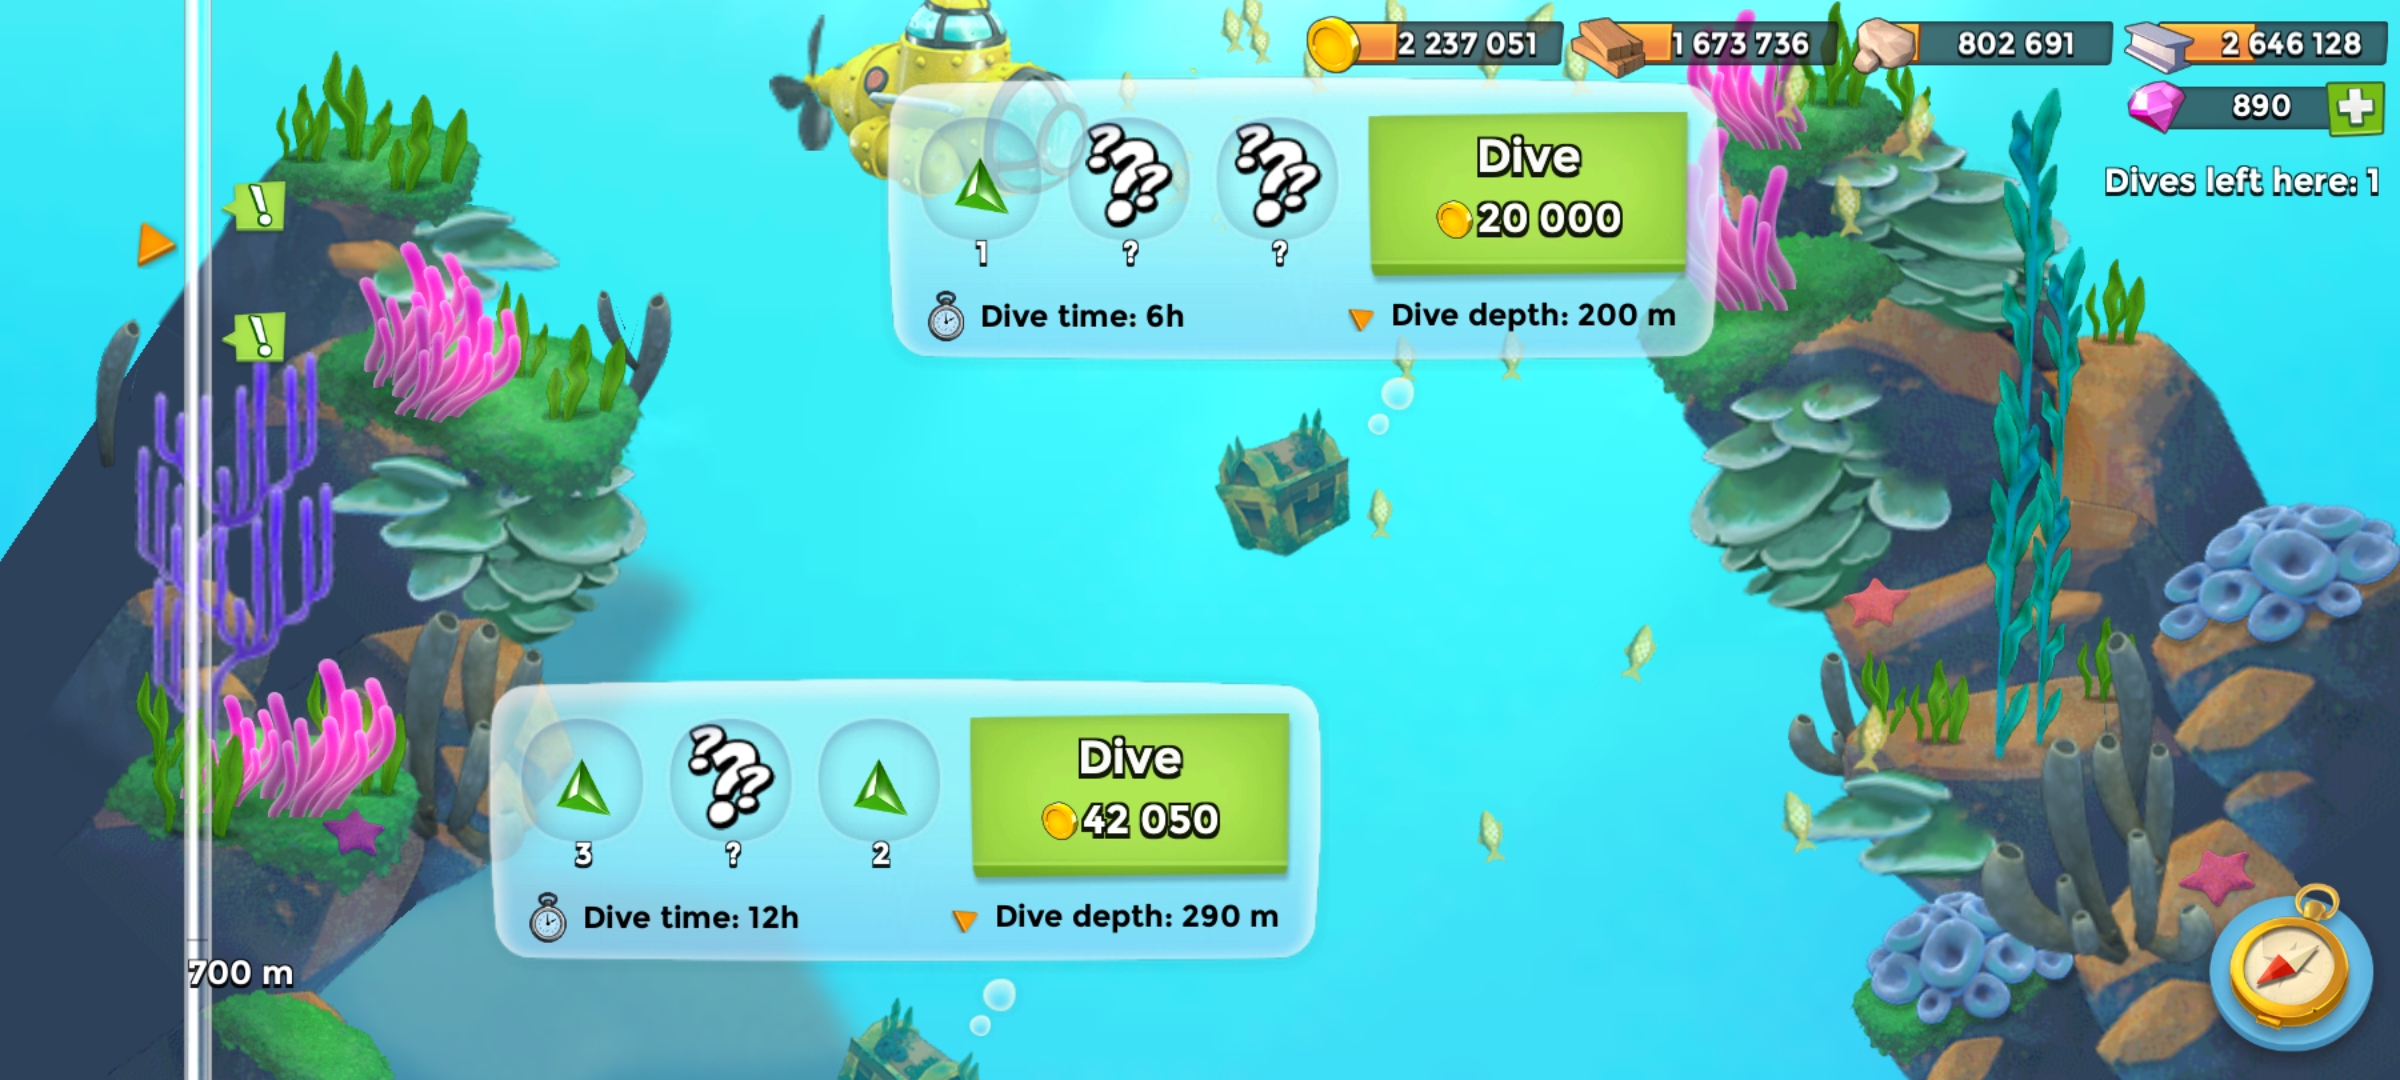 2 237 051
1 673 736
802 691
2 646 128
890
Dives left here: 1
Dive
20 000
1
?
?
Dive time: 6h
Dive depth: 200 m
!
!
Dive
42 050
3
?
2
Dive time: 12h
Dive depth: 290 m
700 m